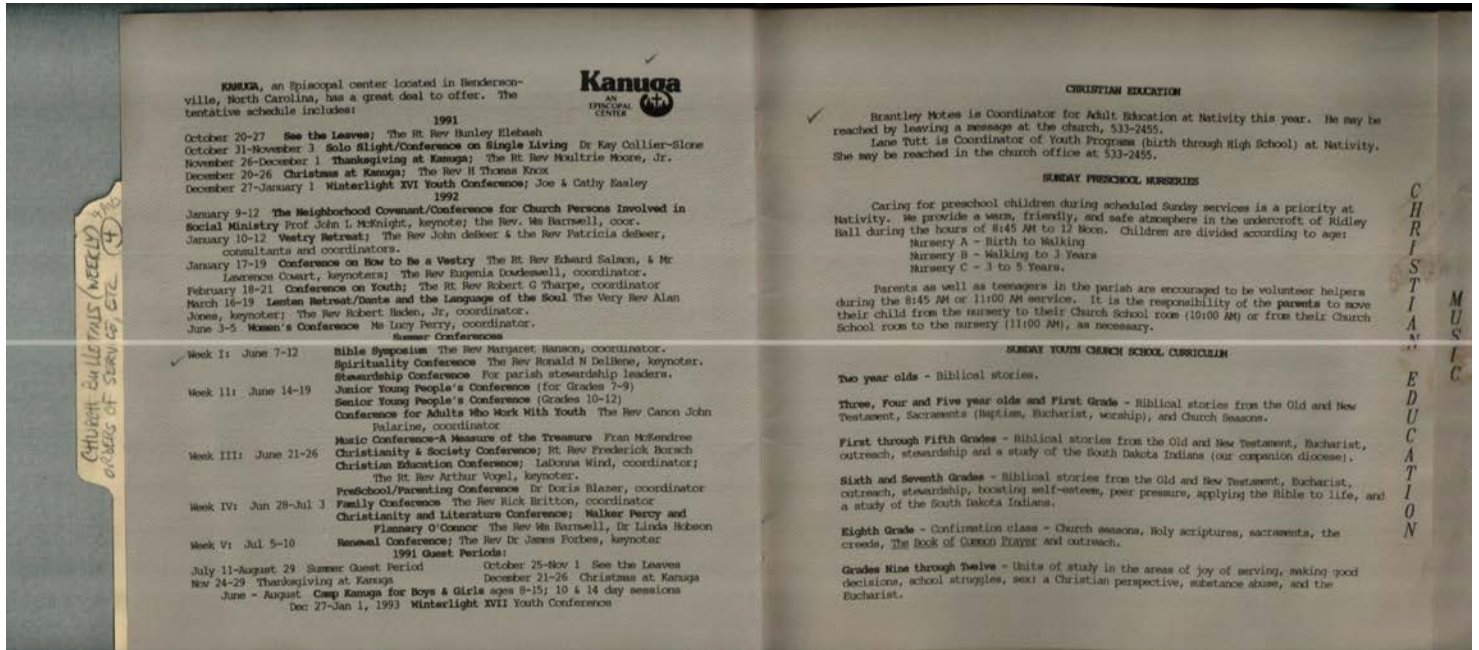 CHURCH BULLETINS (WEEKLY)
ORDERS OF SERVICE, ETC (4)
KANUGA, an Episcopal center located in Henderson-
ville, North Carolina, has a great deal to offer. The
tentative schedule includes:
Kanuga
AN
EPISCOPAL
CENTER
1991
October 20-27 See the Leaves; The Rt Rev Hunley Elebash
October 31-November 3 Solo Slight/Conference on Single Living Dr Kay Collier-Slone
November 26-December 1 Thanksgiving at Kanuga; The Rt Rev Moultrie Moore, Jr.
December 20-26 Christmas at Kanuga; The Rev H Thomas Knox
December 27-January 1 Winterlight XVI Youth Conference; Joe & Cathy Easley
1992
January 9-12 The Neighborhood Covenant/Conference for Church Persons Involved in
Social Ministry Prof John L McKnight, keynote; the Rev. Wm Barnwell, coor.
January 10-12 Vestry Retreat; The Rev John deBeer & the Rev Patricia deBeer,
consultants and coordinators.
January 17-19 Conference on How to Be a Vestry The Rt Rev Edward Salmon, & Mr
Lawrence Cowart, keynoters; The Rev Eugenia Dowdeswell, coordinator.
February 18-21 Conference on Youth; The Rt Rev Robert G Tharpe, coordinator
March 16-19 Lenten Retreat/Dante and the Language of the Soul The Very Rev Alan
Jones, keynoter; The Rev Robert Haden, Jr, coordinator.
June 3-5 Women's Conference Ms Lucy Perry, coordinator.
Summer Conferences
Week I: June 7-12 Bible Symposium The Rev Margaret Hanson, coordinator.
Spirituality Conference The Rev Ronald N DelBene, keynoter.
Stewardship Conference For parish stewardship leaders.
Week 11: June 14-19 Junior Young People's Conference (for Grades 7-9)
Senior Young People's Conference (Grades 10-12)
Conference for Adults Who Work With Youth The Rev Canon John
Palarine, coordinator
Music Conference-A Measure of the Treasure Fran McKendree
Week III: June 21-26 Christianity & Society Conference; Rt Rev Frederick Borsch
Christian Education Conference; LaDonna Wind, coordinator;
The Rt Rev Arthur Vogel, keynoter.
PreSchool/Parenting Conference Dr Doris Blazer, coordinator
Week IV: Jun 28-Jul 3 Family Conference The Rev Rick Britton, coordinator
Christianity and Literature Conference; Walker Percy and
Flannery O'Connor The Rev Wm Barnwell, Dr Linda Hobson
Week V: Jul 5-10 Renewal Conference; The Rev Dr James Forbes, keynoter
1991 Guest Periods:
July 11-August 29 Summer Guest Period October 25-Nov 1 See the Leaves
Nov 24-29 Thanksgiving at Kanuga December 21-26 Christmas at Kanuga
June - August Camp Kanuga for Boys & Girls ages 8-15; 10 & 14 day sessions
Dec 27-Jan 1, 1993 Winterlight XVII Youth Conference
CHRISTIAN EDUCATION
Brantley Motes is Coordinator for Adult Education at Nativity this year. He may be
reached by leaving a message at the church, 533-2455.
Lane Tutt is Coordinator of Youth Programs (birth through High School) at Nativity.
She may be reached in the church office at 533-2455.
SUNDAY PRESCHOOL NURSERIES
Caring for preschool children during scheduled Sunday services is a priority at
Nativity. We provide a warm, friendly, and safe atmosphere in the undercroft of Ridley
Hall during the hours of 8:45 AM to 12 Noon. Children are divided according to age:
Nursery A - Birth to Walking
Nursery B - Walking to 3 Years
Nursery C - 3 to 5 Years.
Parents as well as teenagers in the parish are encouraged to be volunteer helpers
during the 8:45 AM or 11:00 AM service. It is the responsibility of the parents to move
their child from the nursery to their Church School room (10:00 AM) or from their Church
School room to the nursery (11:00 AM), as necessary.
SUNDAY YOUTH CHURCH SCHOOL CURRICULUM
Two year olds - Biblical stories.
Three, Four and Five year olds and First Grade - Biblical stories from the Old and New
Testament, Sacraments (Baptism, Eucharist, worship), and Church Seasons.
First through Fifth Grades - Biblical stories from the Old and New Testament, Eucharist,
outreach, stewardship and a study of the South Dakota Indians (our companion diocese).
Sixth and Seventh Grades - Biblical stories from the Old and New Testament, Eucharist,
outreach, stewardship, boosting self-esteem, peer pressure, applying the Bible to life, and
a study of the South Dakota Indians.
Eighth Grade - Confirmation class - Church seasons, Holy scriptures, sacraments, the
creeds, The Book of Common Prayer and outreach.
Grades Nine through Twelve - Units of study in the areas of joy of serving, making good
decisions, school struggles, sex: a Christian perspective, substance abuse, and the
Eucharist.
CHRISTIAN EDUCATION
MUSIC